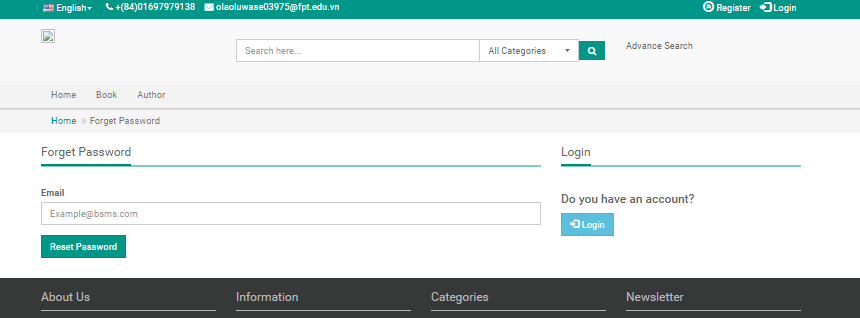 English +(84)01697979138 olaoluwase03975@fpt.edu.vn Register Login
Search here... All Categories Advance Search
Home Book Author
Home » Forget Password
Forget Password Login
Email
Do you have an account?
Example@bsms.com
Login
Reset Password
About Us Information Categories Newsletter